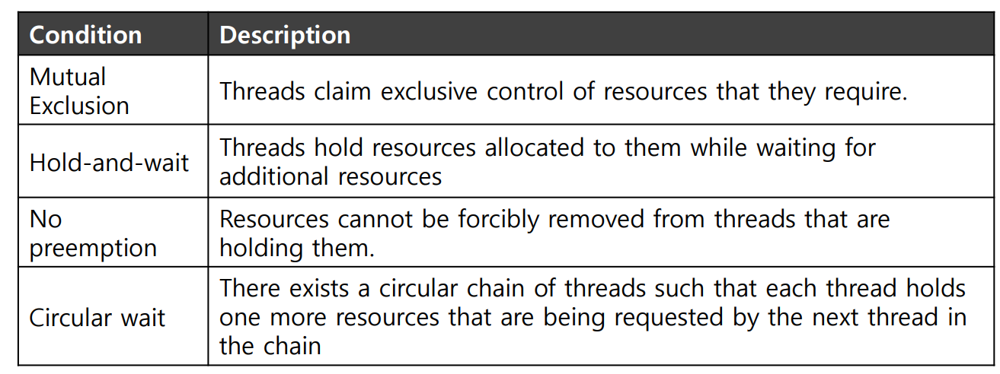 Condition
Description
Mutual
Exclusion
Threads claim exclusive control of resources that they require.
Hold-and-wait
Threads hold resources allocated to them while waiting for
additional resources
No
preemption
Resources cannot be forcibly removed from threads that are
holding them.
Circular wait
There exists a circular chain of threads such that each thread holds
one more resources that are being requested by the next thread in
the chain